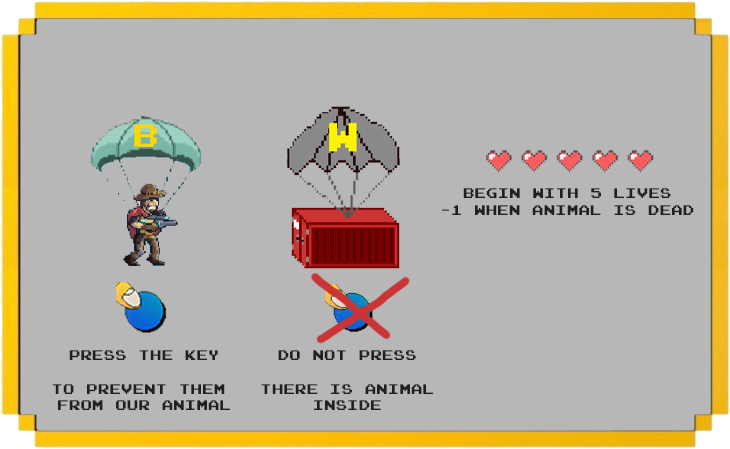 B
W
BEGIN WITH 5 LIVES
-1 WHEN ANIMAL IS DEAD
PRESS THE KEY
TO PREVENT THEM
FROM OUR ANIMAL
DO NOT PRESS
THERE IS ANIMAL
INSIDE